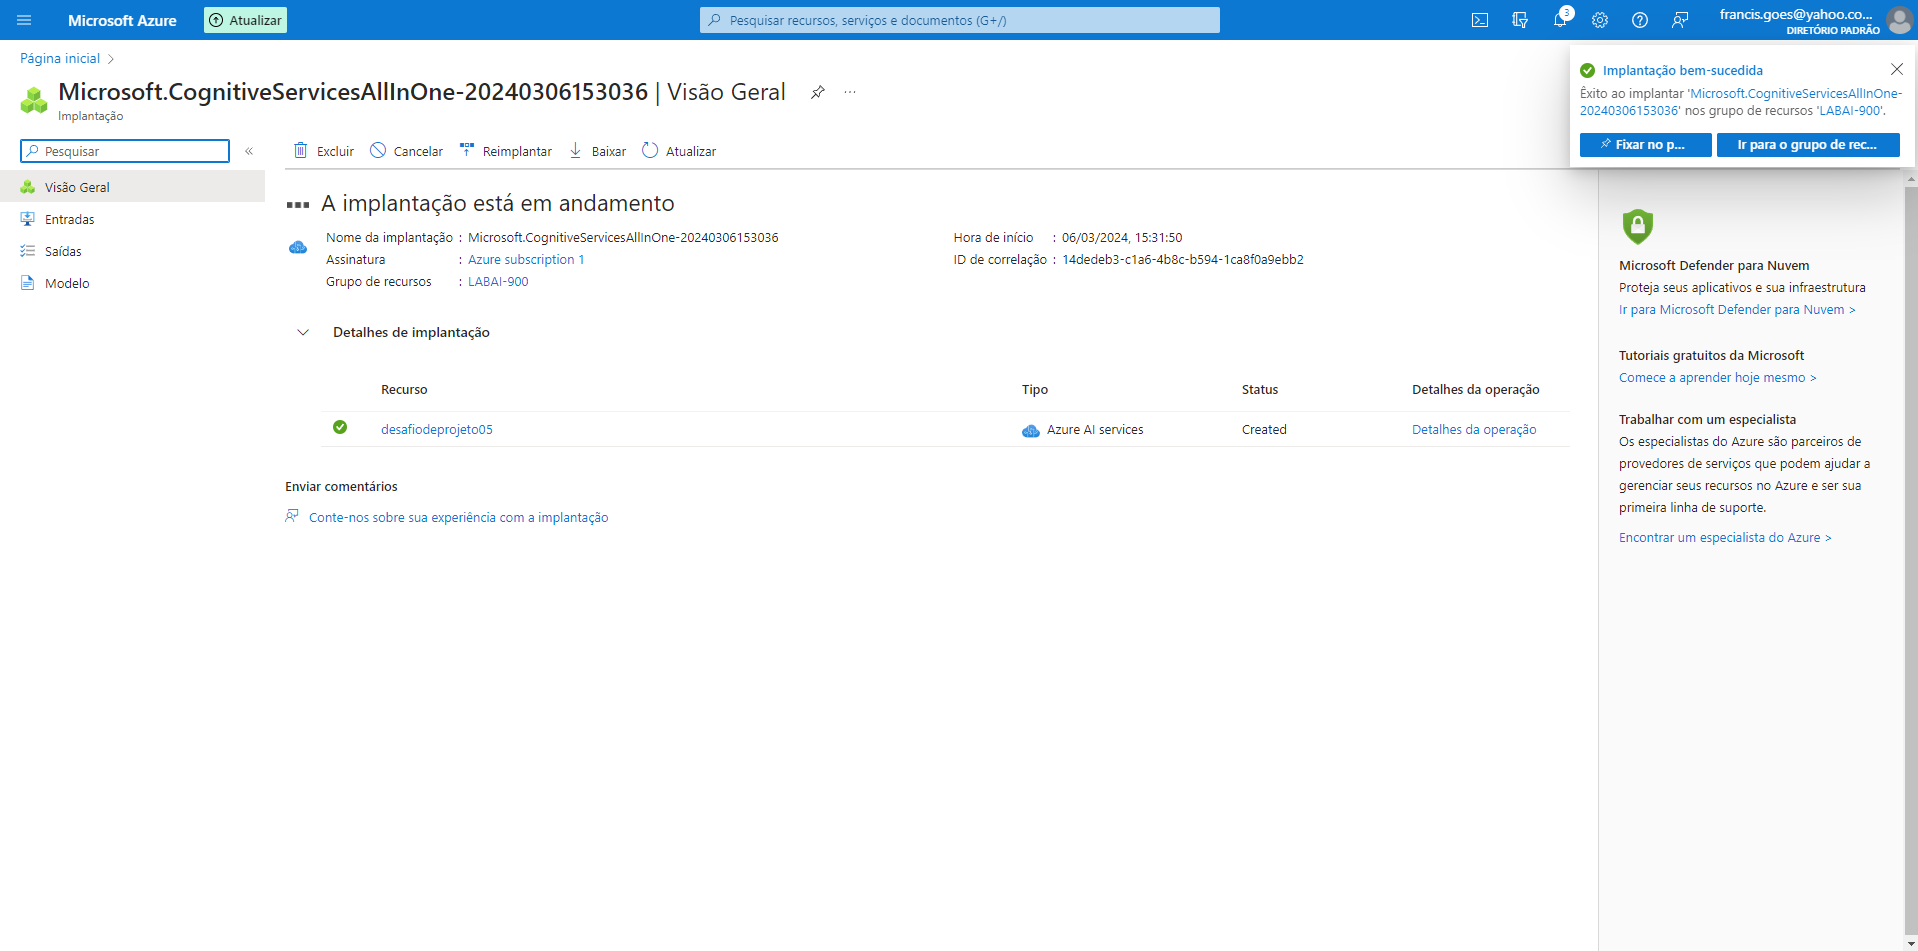 Microsoft Azure
Atualizar
Pesquisar recursos, serviços e documentos (G+/)
3
francis.goes@yahoo.co...
DIRETÓRIO PADRÃO
Página inicial
Microsoft.CognitiveServicesAllInOne-20240306153036 | Visão Geral
Implantação
Implantação bem-sucedida
Êxito ao implantar 'Microsoft.CognitiveServicesAllInOne-
20240306153036' nos grupo de recursos 'LABAI-900'.
Fixar no p...
Ir para o grupo de rec...
Pesquisar
Excluir
Cancelar
Reimplantar
Baixar
Atualizar
Visão Geral
Entradas
Saídas
Modelo
A implantação está em andamento
Nome da implantação : Microsoft.CognitiveServicesAllInOne-20240306153036
Assinatura : Azure subscription 1
Grupo de recursos : LABAI-900
Hora de início : 06/03/2024, 15:31:50
ID de correlação : 14dedeb3-c1a6-4b8c-b594-1ca8f0a9ebb2
Detalhes de implantação
Recurso Tipo Status Detalhes da operação
desafiodeprojeto05 Azure AI services Created Detalhes da operação
Enviar comentários
Conte-nos sobre sua experiência com a implantação
Microsoft Defender para Nuvem
Proteja seus aplicativos e sua infraestrutura
Ir para Microsoft Defender para Nuvem >
Tutoriais gratuitos da Microsoft
Comece a aprender hoje mesmo >
Trabalhar com um especialista
Os especialistas do Azure são parceiros de
provedores de serviços que podem ajudar a
gerenciar seus recursos no Azure e ser sua
primeira linha de suporte.
Encontrar um especialista do Azure >